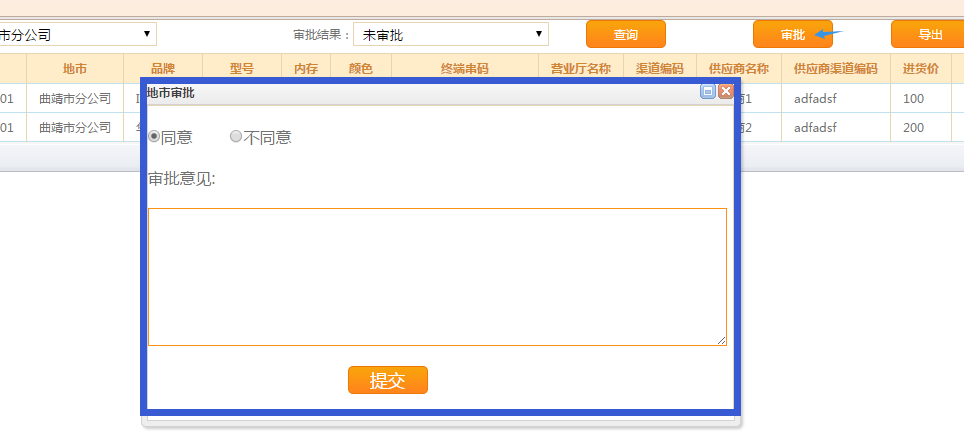 市分公司 审批结果： 未审批 查询 审批 导出
地市 品牌 型号 内存 颜色 终端串码 营业厅名称 渠道编码 供应商名称 供应商渠道编码 进货价
01 曲靖市分公司 1 adfadsf 100
01 曲靖市分公司 2 adfadsf 200
地市审批
同意 不同意
审批意见:
提交